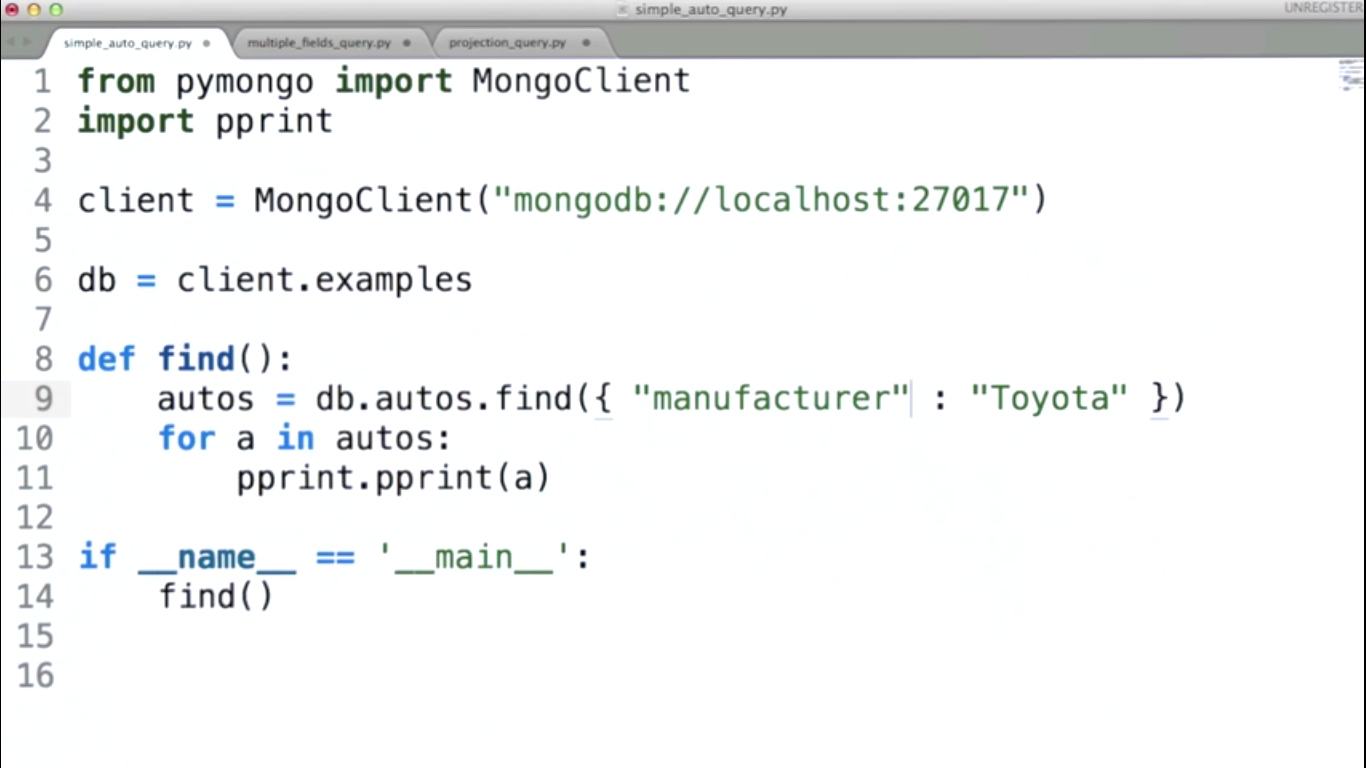 simple_auto_query.py
UNREGISTER
simple_auto_query.py
multiple_fields_query.py
projection_query.py
1 from pymongo import MongoClient
2 import pprint
3
4 client = MongoClient("mongodb://localhost:27017")
5
6 db = client.examples
7
8 def find():
9     autos = db.autos.find({ "manufacturer" : "Toyota" })
10     for a in autos:
11         pprint.pprint(a)
12
13 if __name__ == '__main__':
14     find()
15
16